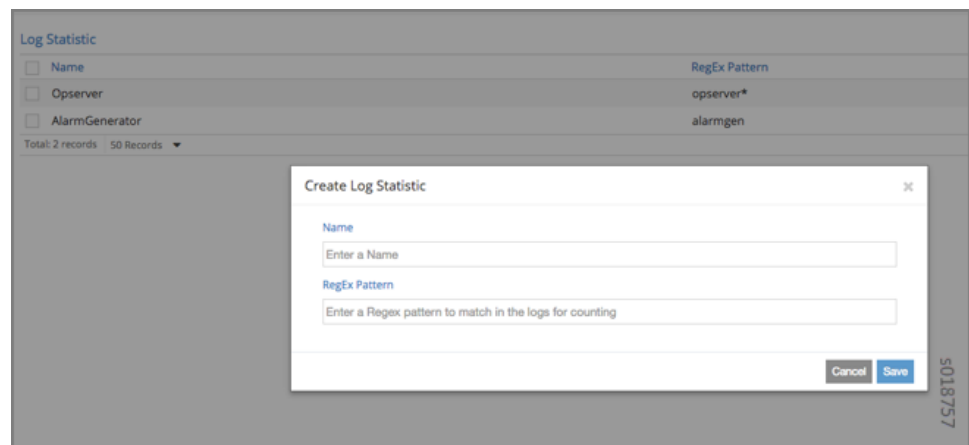 Log Statistic
Name RegEx Pattern
Opserver opserver*
AlarmGenerator alarmgen
Total: 2 records 50 Records
Create Log Statistic
Name
Enter a Name
RegEx Pattern
Enter a Regex pattern to match in the logs for counting
Cancel Save
s018757